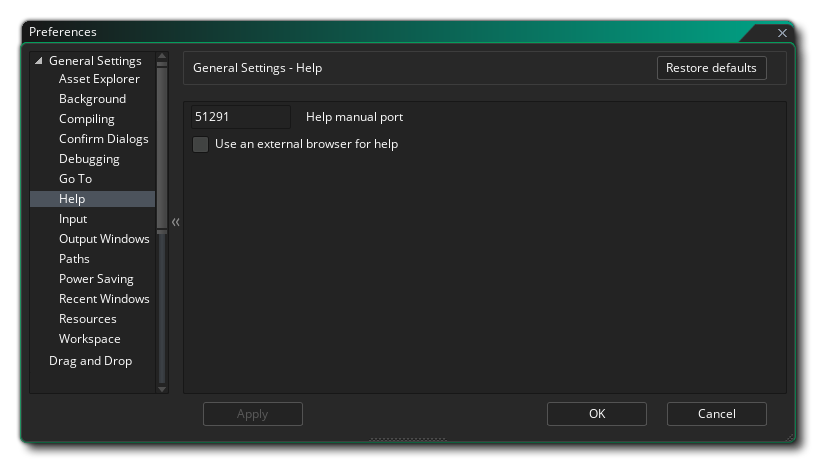 Preferences
General Settings
Asset Explorer
Background
Compiling
Confirm Dialogs
Debugging
Go To
Help
Input
Output Windows
Paths
Power Saving
Recent Windows
Resources
Workspace
Drag and Drop
General Settings - Help
Restore defaults
51291 Help manual port
Use an external browser for help
Apply
OK
Cancel